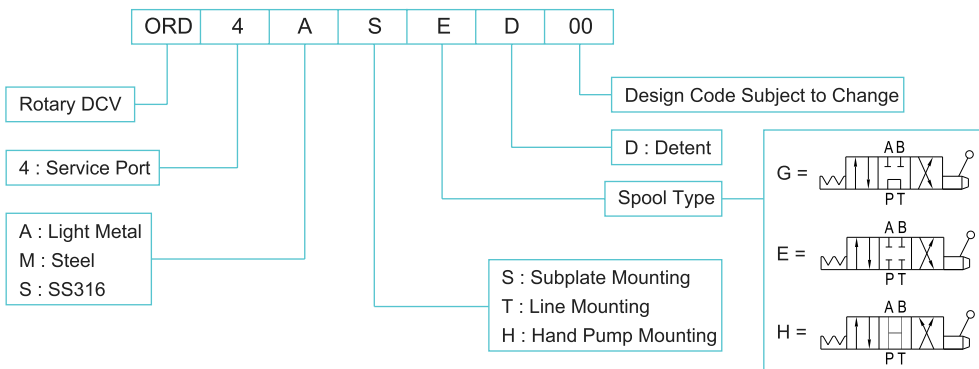 ORD 4 A S E D 00
Rotary DCV
4 : Service Port
A : Light Metal
M : Steel
S : SS316
S : Subplate Mounting
T : Line Mounting
H : Hand Pump Mounting
Design Code Subject to Change
D : Detent
Spool Type
A B
G =
P T
A B
E =
P T
A B
H =
P T